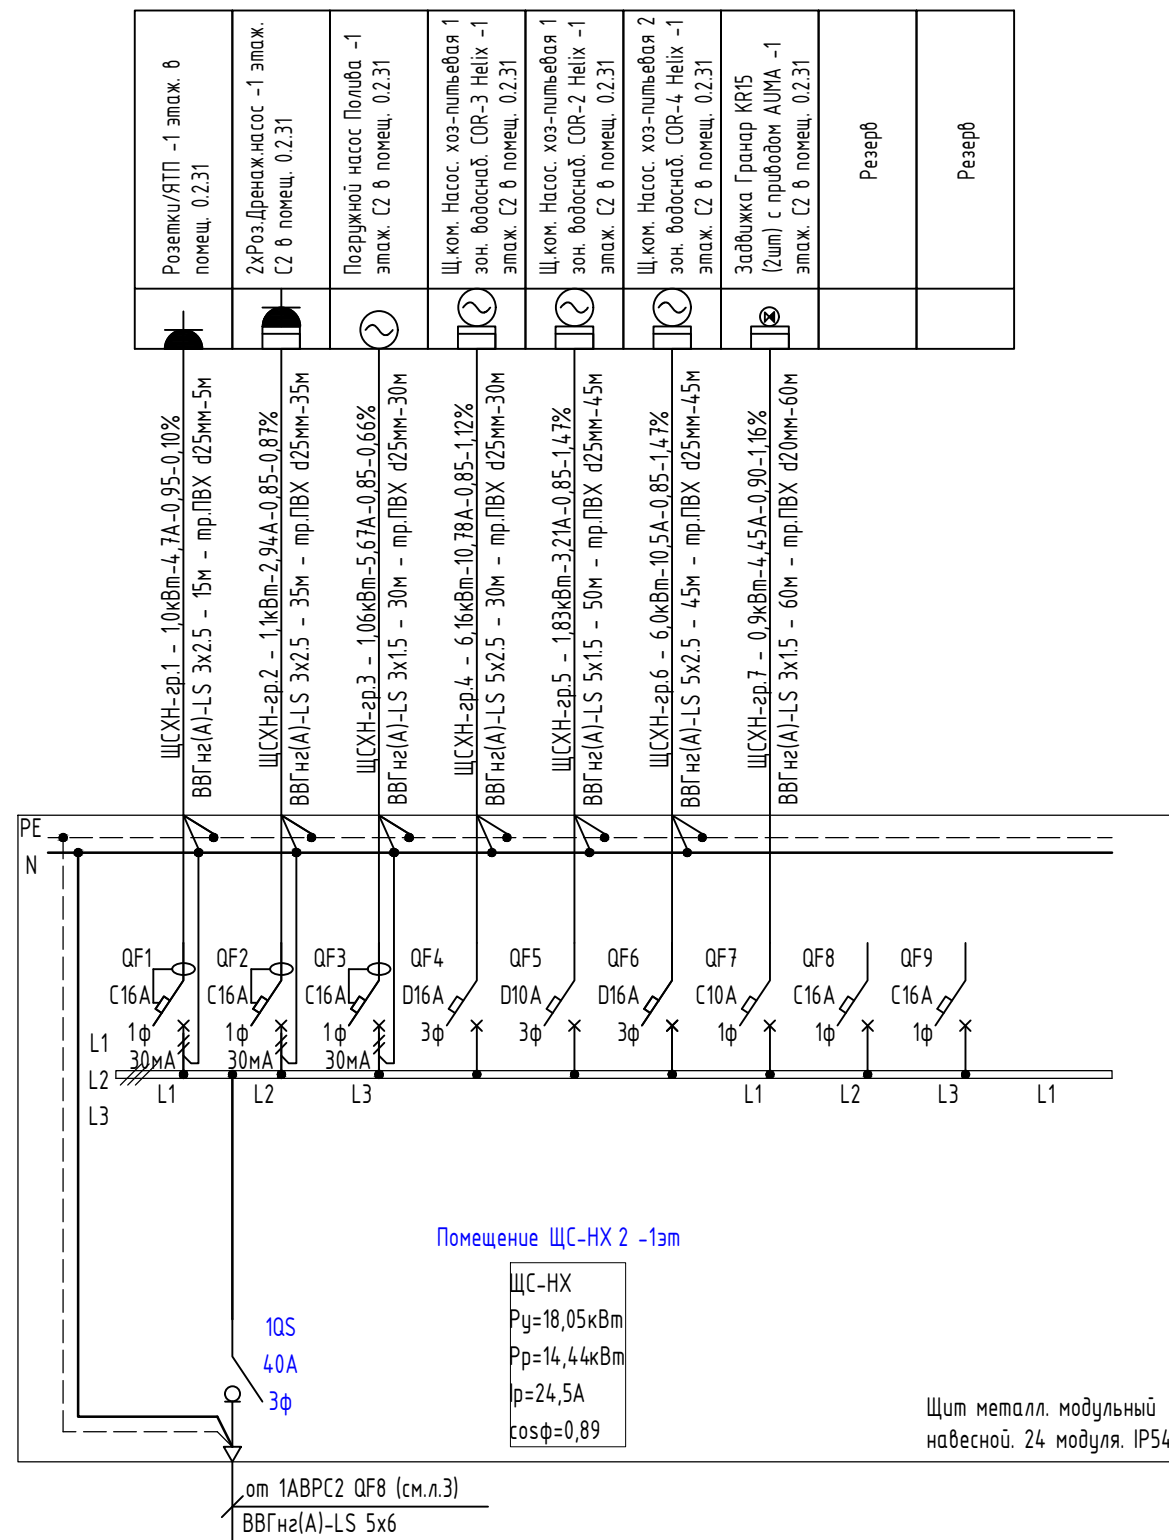 Розетки/ЯТП -1 этаж. в
помещ. 0.2.31
2хРоз.Дренаж.насос -1 этаж.
С2 в помещ. 0.2.31
Погружной насос Полива -1
этаж. С2 в помещ. 0.2.31
Щ.ком. Насос. хоз-питьевая 1
зон. водоснаб. COR-3 Helix -1
этаж. С2 в помещ. 0.2.31
Щ.ком. Насос. хоз-питьевая 1
зон. водоснаб. COR-2 Helix -1
этаж. С2 в помещ. 0.2.31
Щ.ком. Насос. хоз-питьевая 2
зон. водоснаб. COR-4 Helix -1
этаж. С2 в помещ. 0.2.31
Задвижка Гранар KR15
(2шт) с приводом AUMA -1
этаж. С2 в помещ. 0.2.31
Резерв
Резерв
ЩСХН-гр.1 - 1,0кВт-4,7А-0,95-0,10%
ВВГнг(А)-LS 3х2.5 - 15м - тр.ПВХ d25мм-5м
ЩСХН-гр.2 - 1,1кВт-2,94А-0,85-0,87%
ВВГнг(А)-LS 3х2.5 - 35м - тр.ПВХ d25мм-35м
ЩСХН-гр.3 - 1,06кВт-5,67А-0,85-0,66%
ВВГнг(А)-LS 3х1.5 - 30м - тр.ПВХ d25мм-30м
ЩСХН-гр.4 - 6,16кВт-10,78А-0,85-1,12%
ВВГнг(А)-LS 5х2.5 - 30м - тр.ПВХ d25мм-30м
ЩСХН-гр.5 - 1,83кВт-3,21А-0,85-1,47%
ВВГнг(А)-LS 5х1.5 - 50м - тр.ПВХ d25мм-45м
ЩСХН-гр.6 - 6,0кВт-10,5А-0,85-1,47%
ВВГнг(А)-LS 5х2.5 - 45м - тр.ПВХ d25мм-45м
ЩСХН-гр.7 - 0,9кВт-4,45А-0,90-1,16%
ВВГнг(А)-LS 3х1.5 - 60м - тр.ПВХ d20мм-60м
PE
N
QF1
C16A
1ф
30мА
QF2
C16A
1ф
30мА
QF3
C16A
1ф
30мА
QF4
D16A
3ф
QF5
D10A
3ф
QF6
D16A
3ф
QF7
C10A
1ф
QF8
C16A
1ф
QF9
C16A
1ф
L1
L2
L3
L1 L2 L3 L1 L2 L3 L1
Помещение ЩС-НХ 2 -1эт
ЩС-НХ
Ру=18,05кВт
Рр=14,44кВт
Iр=24,5А
cosф=0,89
1QS
40А
3ф
Щит металл. модульный
навесной. 24 модуля. IP54
от 1АВРС2 QF8 (см.л.3)
ВВГнг(А)-LS 5х6